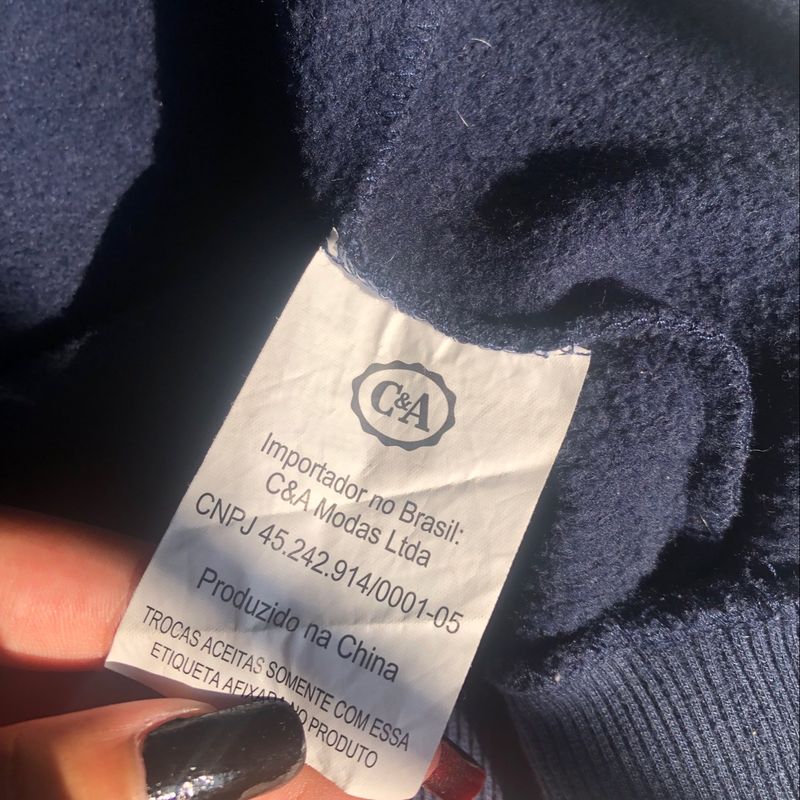 C&A
Importador no Brasil:
C&A Modas Ltda
CNPJ 45.242.914/0001-05
Produzido na China
TROCAS ACEITAS SOMENTE COM ESSA
ETIQUETA AFIXADA NO PRODUTO